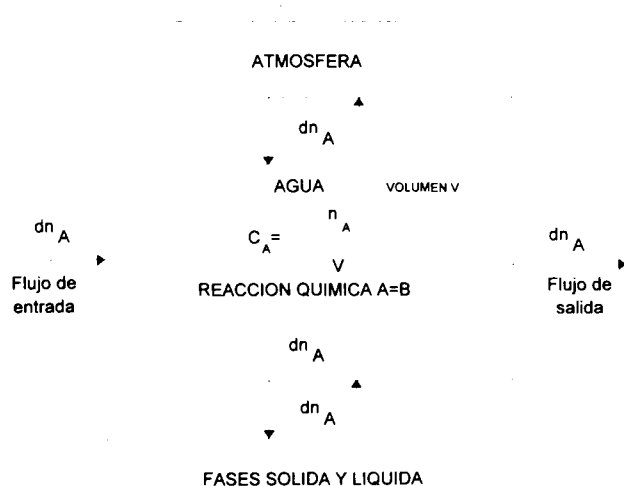 ATMOSFERA
dn A
AGUA
VOLUMEN V
n A
C A =
V
dn A
Flujo de
entrada
dn A
Flujo de
salida
REACCION QUIMICA A=B
dn A
dn A
FASES SOLIDA Y LIQUIDA